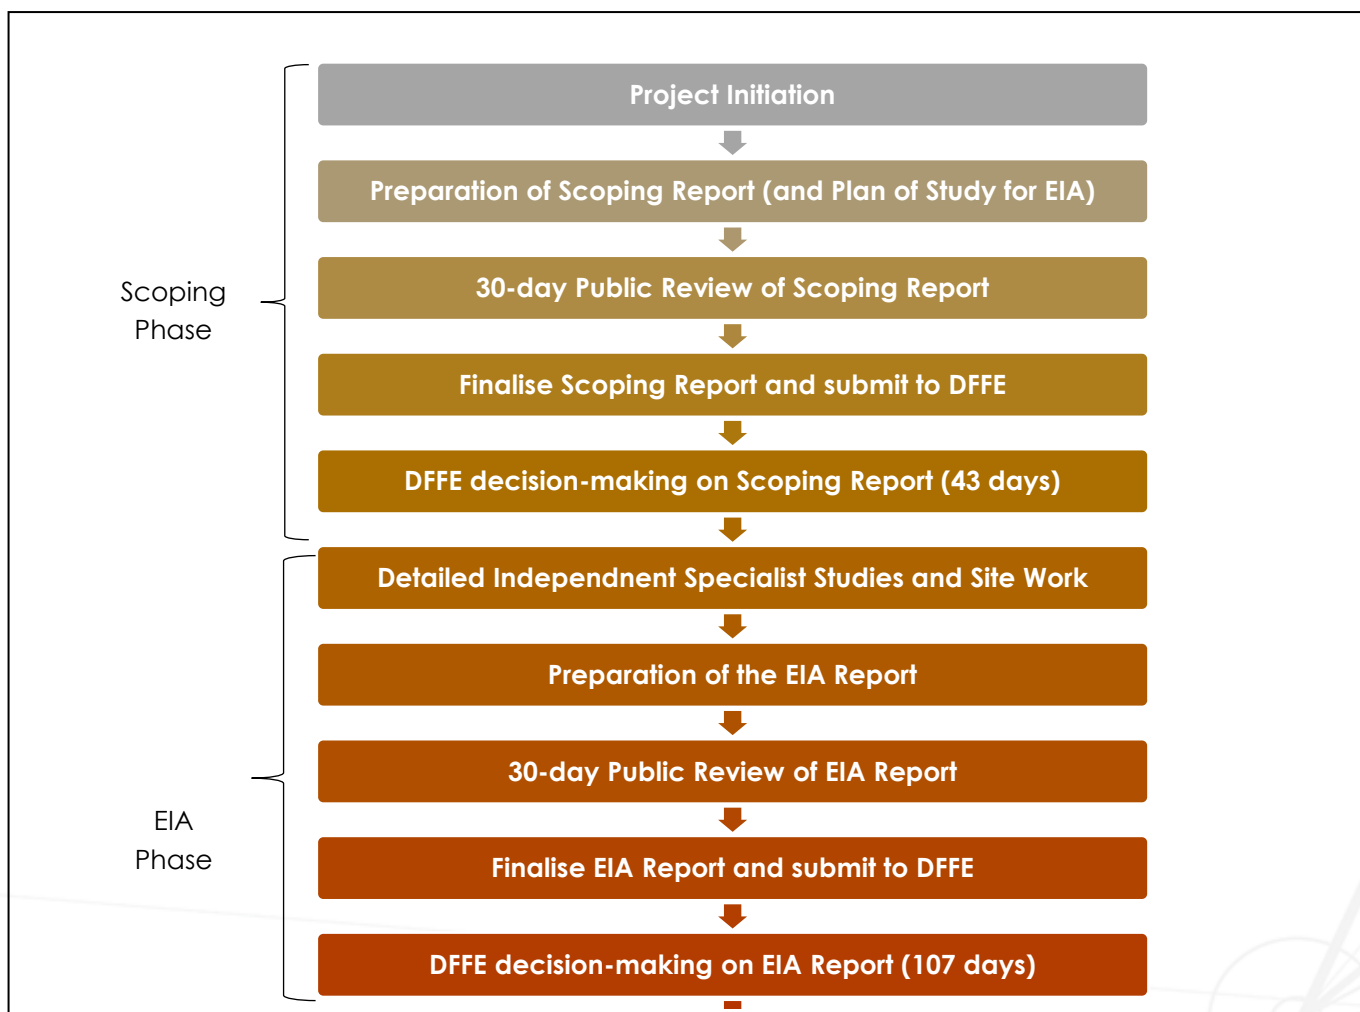 Project Initiation
Preparation of Scoping Report (and Plan of Study for EIA)
30-day Public Review of Scoping Report
Scoping
Phase
Finalise Scoping Report and submit to DFFE
DFFE decision-making on Scoping Report (43 days)
Detailed Independnent Specialist Studies and Site Work
Preparation of the EIA Report
30-day Public Review of EIA Report
EIA
Phase
Finalise EIA Report and submit to DFFE
DFFE decision-making on EIA Report (107 days)